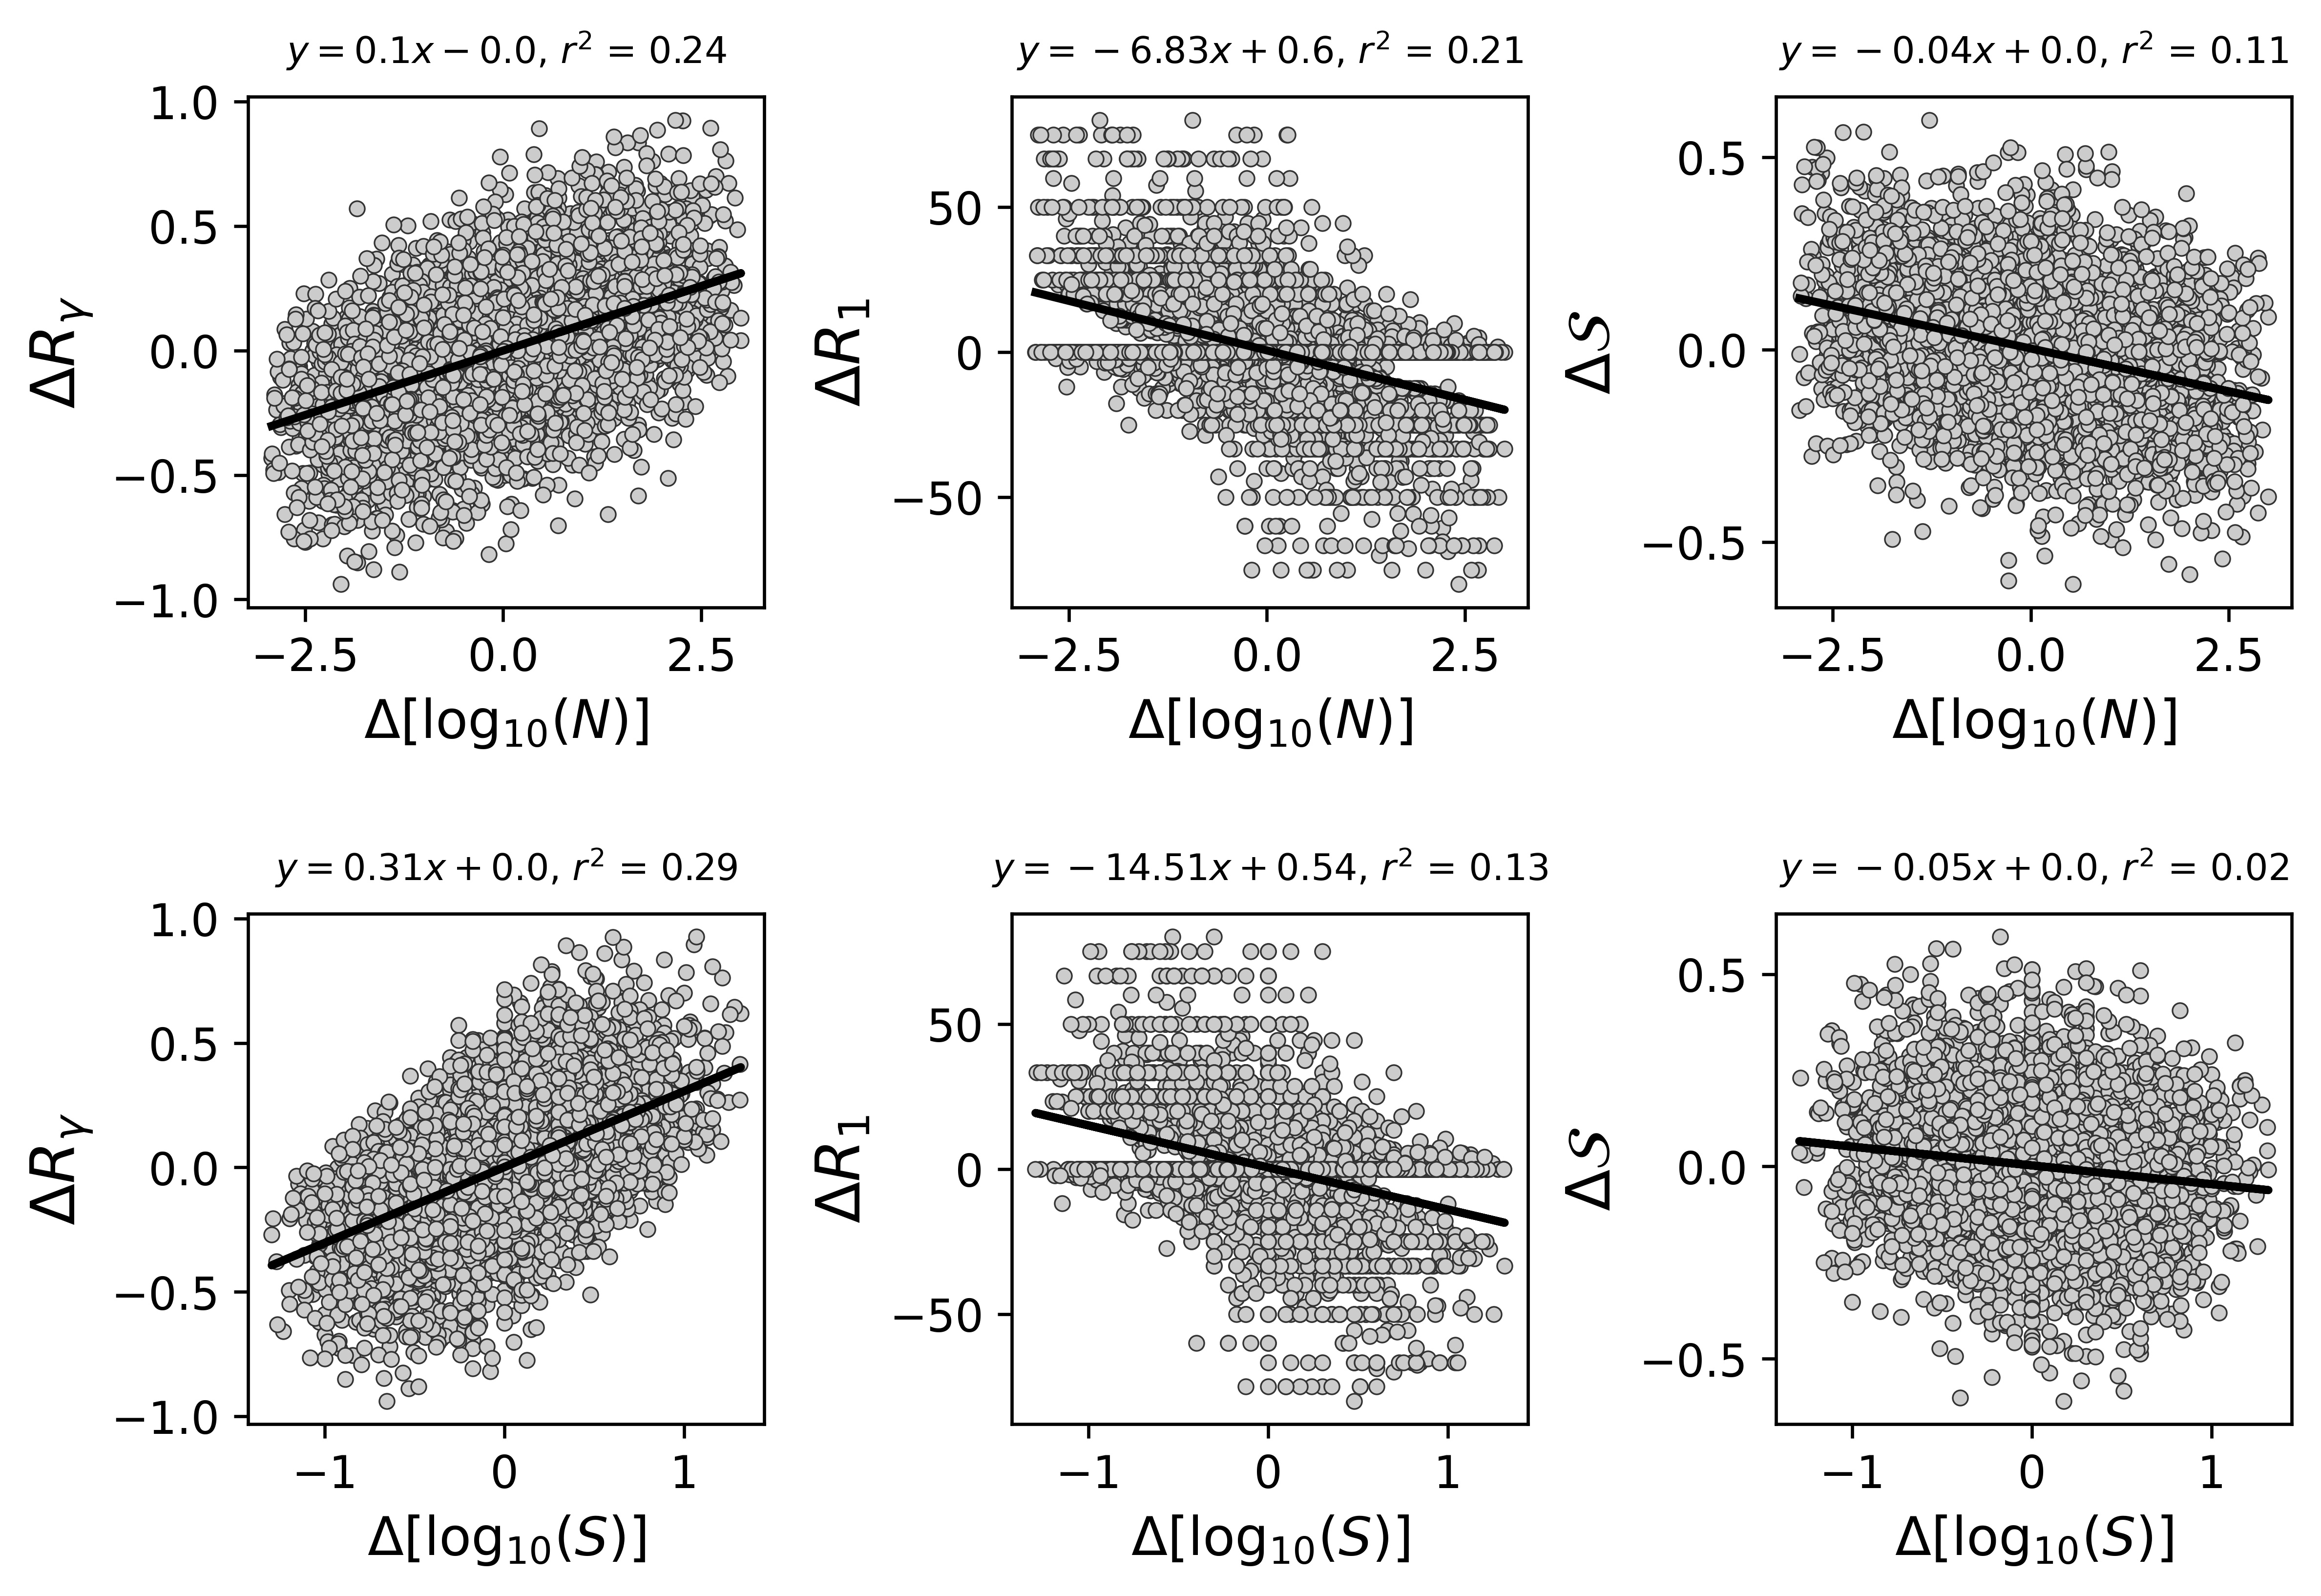 y = 0.1x − 0.0, r² = 0.24
1.0
0.5
0.0
−0.5
−1.0
ΔRγ
−2.5 0.0 2.5
Δ[log₁₀(N)]
y = − 6.83x + 0.6, r² = 0.21
50
0
−50
ΔR₁
−2.5 0.0 2.5
Δ[log₁₀(N)]
y = − 0.04x + 0.0, r² = 0.11
0.5
0.0
−0.5
Δ𝒮
−2.5 0.0 2.5
Δ[log₁₀(N)]
y = 0.31x + 0.0, r² = 0.29
1.0
0.5
0.0
−0.5
−1.0
ΔRγ
−1 0 1
Δ[log₁₀(S)]
y = − 14.51x + 0.54, r² = 0.13
50
0
−50
ΔR₁
−1 0 1
Δ[log₁₀(S)]
y = − 0.05x + 0.0, r² = 0.02
0.5
0.0
−0.5
Δ𝒮
−1 0 1
Δ[log₁₀(S)]